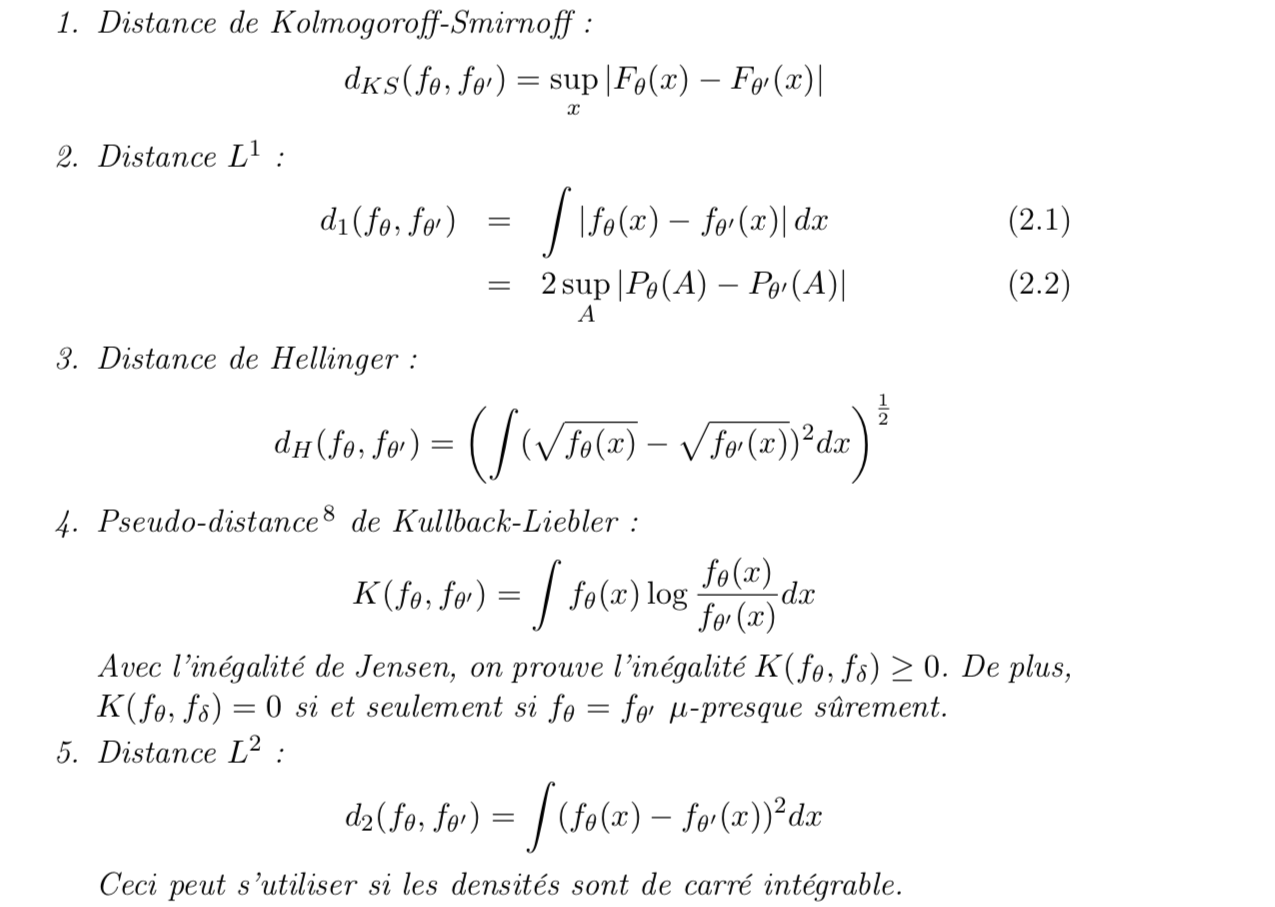 1. Distance de Kolmogoroff-Smirnoff :
$d_{KS}(f_\theta, f_{\theta'}) = \sup_x |F_\theta(x) - F_{\theta'}(x)|$
2. Distance $L^1$ :
$d_1(f_\theta, f_{\theta'}) = \int |f_\theta(x) - f_{\theta'}(x)| \, dx$ (2.1)
$= 2 \sup_A |P_\theta(A) - P_{\theta'}(A)|$ (2.2)
3. Distance de Hellinger :
$d_H(f_\theta, f_{\theta'}) = \left( \int (\sqrt{f_\theta(x)} - \sqrt{f_{\theta'}(x)})^2 dx \right)^{\frac{1}{2}}$
4. Pseudo-distance$^8$ de Kullback-Liebler :
$K(f_\theta, f_{\theta'}) = \int f_\theta(x) \log \frac{f_\theta(x)}{f_{\theta'}(x)} dx$
Avec l'inégalité de Jensen, on prouve l'inégalité $K(f_\theta, f_\delta) \geq 0$. De plus,
$K(f_\theta, f_\delta) = 0$ si et seulement si $f_\theta = f_{\theta'}$ $\mu$-presque sûrement.
5. Distance $L^2$ :
$d_2(f_\theta, f_{\theta'}) = \int (f_\theta(x) - f_{\theta'}(x))^2 dx$
Ceci peut s'utiliser si les densités sont de carré intégrable.